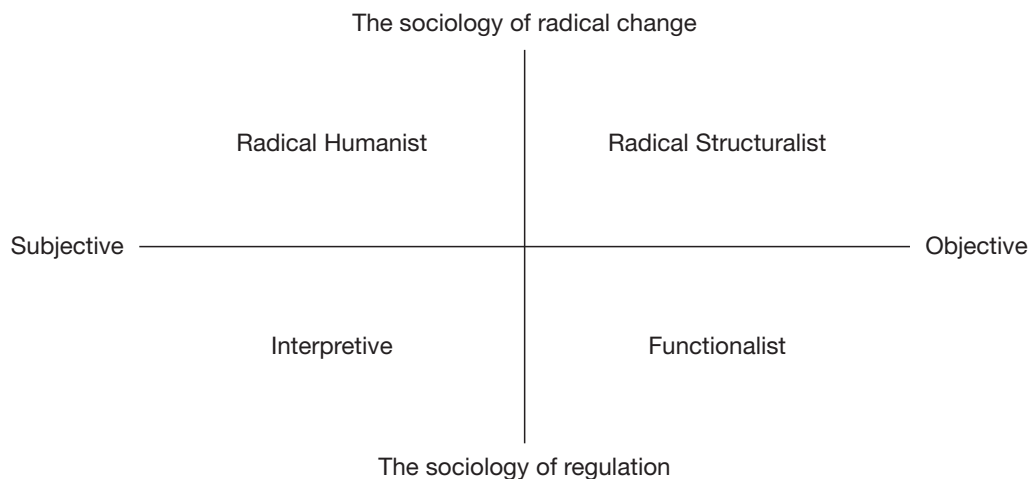 The sociology of radical change
Radical Humanist
Radical Structuralist
Subjective
Objective
Interpretive
Functionalist
The sociology of regulation